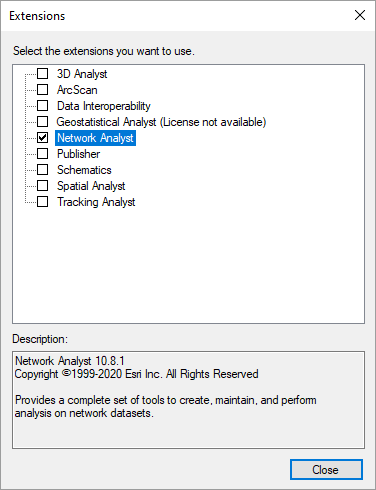 Extensions
Select the extensions you want to use.
3D Analyst
ArcScan
Data Interoperability
Geostatistical Analyst (License not available)
Network Analyst
Publisher
Schematics
Spatial Analyst
Tracking Analyst
Description:
Network Analyst 10.8.1
Copyright ©1999-2020 Esri Inc. All Rights Reserved
Provides a complete set of tools to create, maintain, and perform
analysis on network datasets.
Close